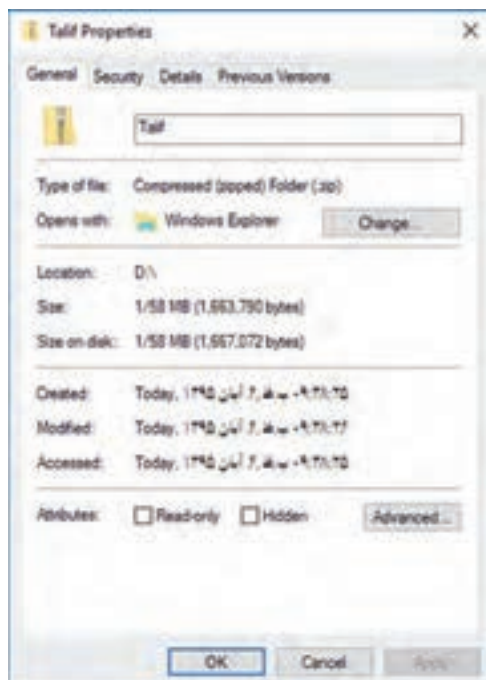 Talif Properties
General Security Details Previous Versions
Talif
Type of file: Compressed (zipped) Folder (.zip)
Opens with: Windows Explorer Change...
Location: D:\
Size: 1/58 MB (1,663,790 bytes)
Size on disk: 1/58 MB (1,667,072 bytes)
Created: Today, ۱۳۹۵ آبان ,۶
Modified: Today, ۱۳۹۵ آبان ,۶
Accessed: Today, ۱۳۹۵ آبان ,۶
Attributes: Read-only Hidden Advanced...
OK Cancel Apply